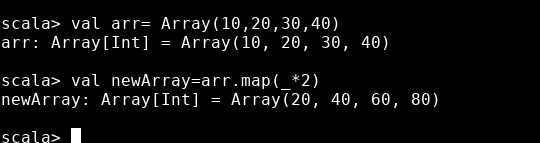 scala> val arr= Array(10,20,30,40)
arr: Array[Int] = Array(10, 20, 30, 40)
scala> val newArray=arr.map(_*2)
newArray: Array[Int] = Array(20, 40, 60, 80)
scala>